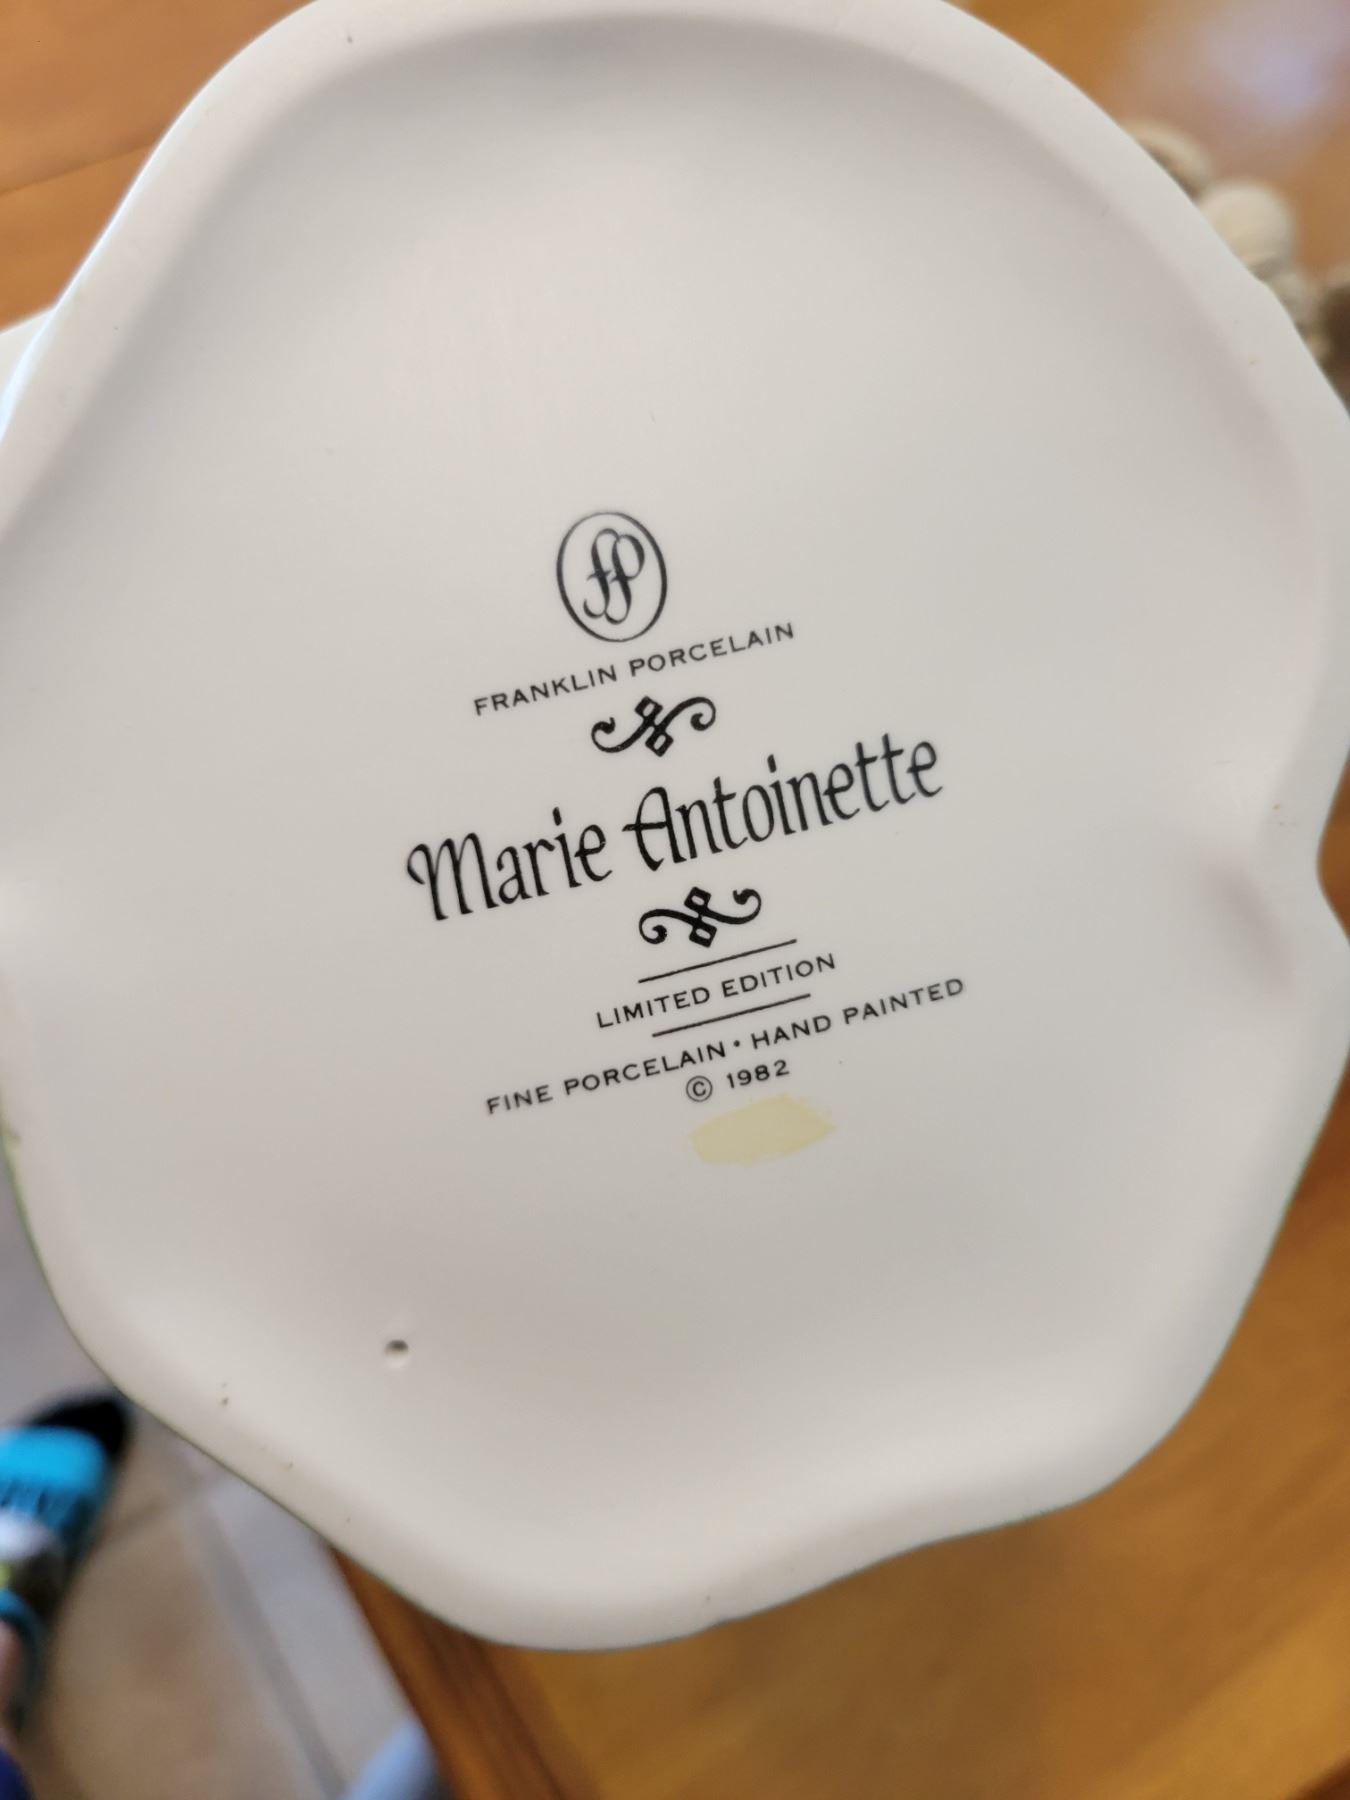 fp
FRANKLIN PORCELAIN
Marie Antoinette
LIMITED EDITION
FINE PORCELAIN • HAND PAINTED
© 1982